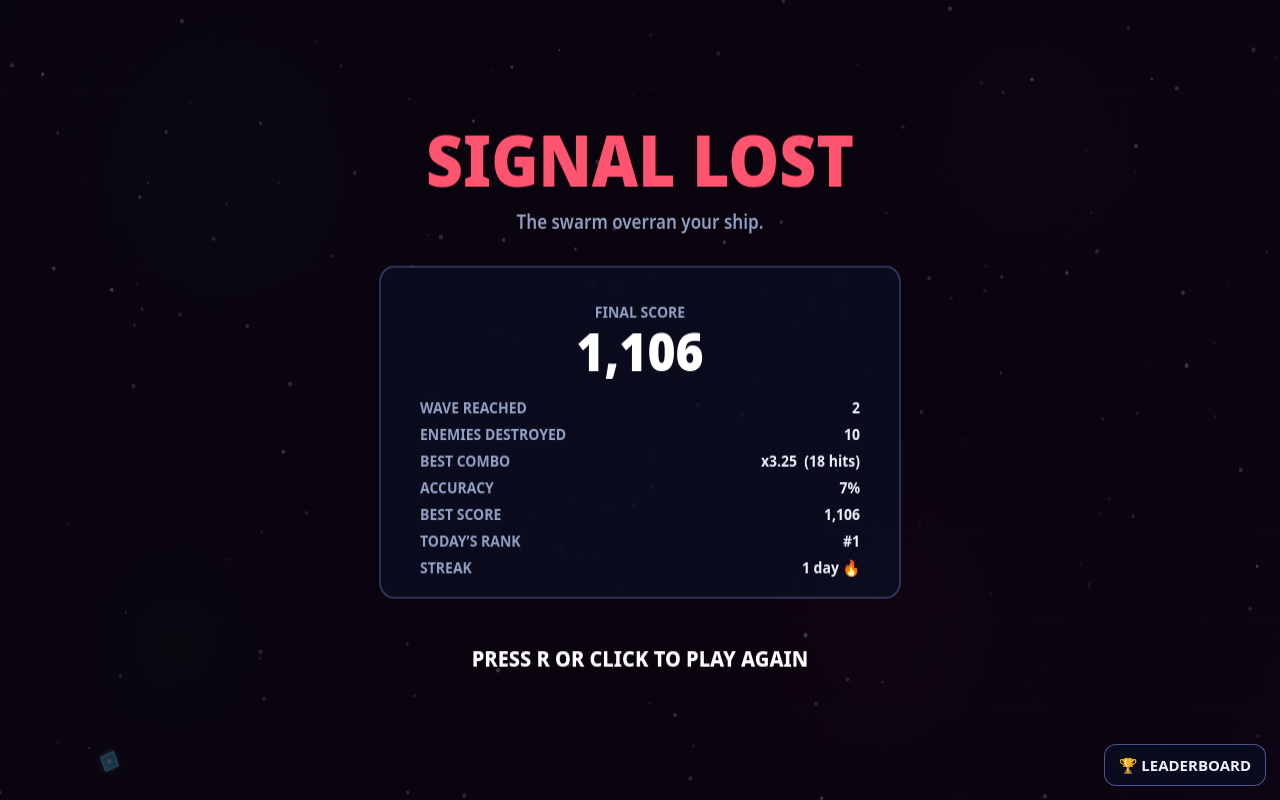 SIGNAL LOST
The swarm overran your ship.
FINAL SCORE
1,106
WAVE REACHED 2
ENEMIES DESTROYED 10
BEST COMBO x3.25 (18 hits)
ACCURACY 7%
BEST SCORE 1,106
TODAY'S RANK #1
STREAK 1 day 🔥
PRESS R OR CLICK TO PLAY AGAIN
🏆 LEADERBOARD